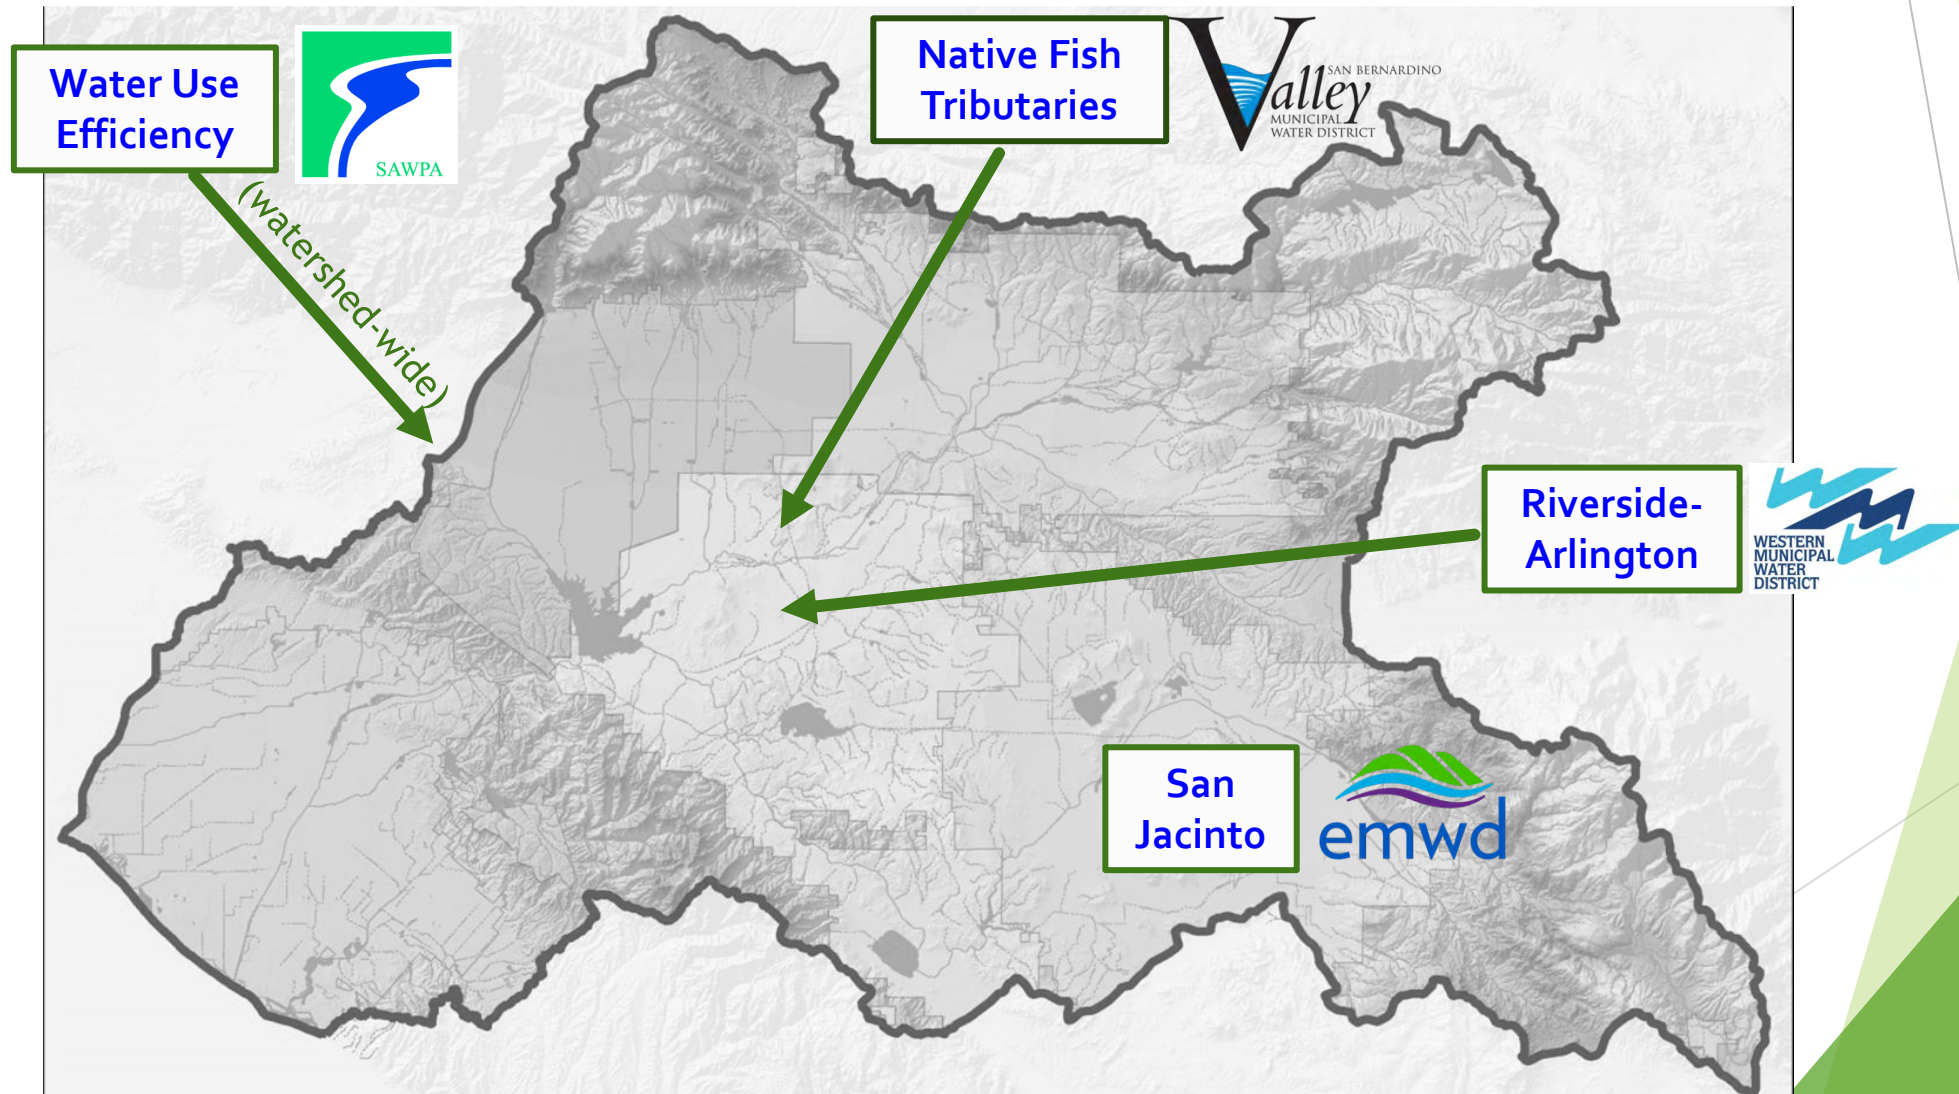 Water Use
Efficiency
SAWPA
(watershed-wide)
Native Fish
Tributaries
Valley
SAN BERNARDINO
MUNICIPAL
WATER DISTRICT
Riverside-
Arlington
WESTERN
MUNICIPAL
WATER
DISTRICT
San
Jacinto
emwd